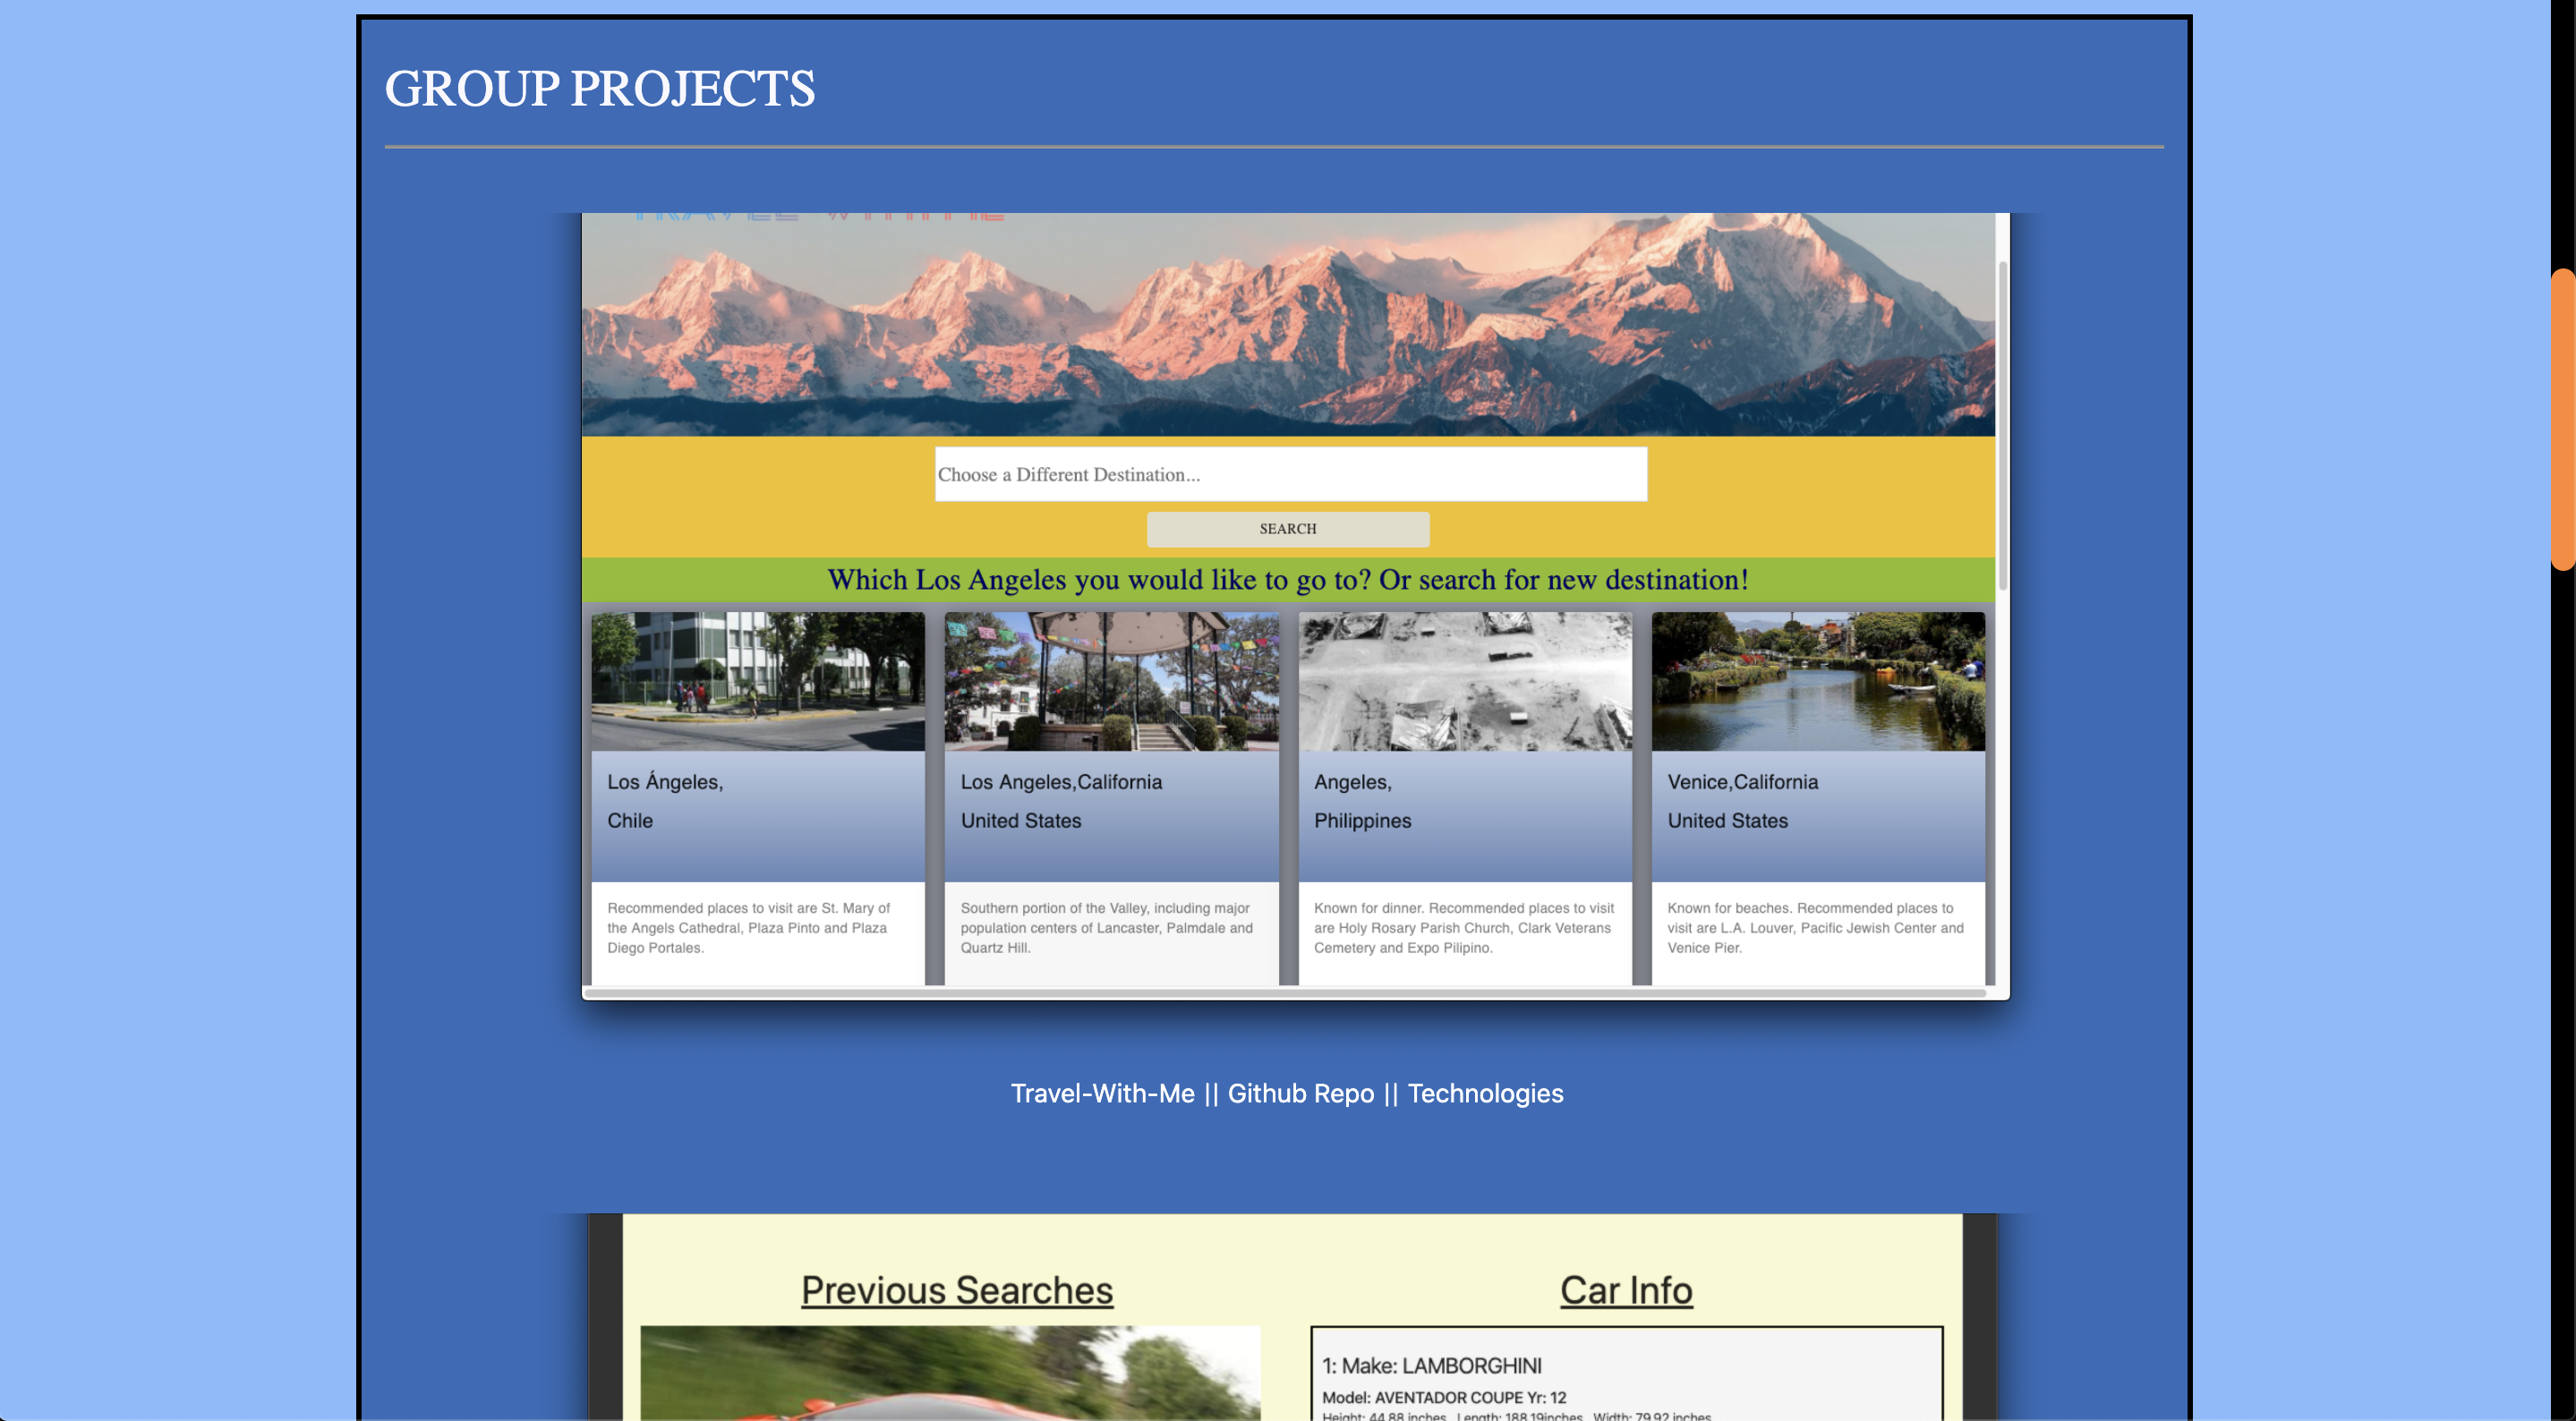 GROUP PROJECTS
TRAVEL WITH ME
Choose a Different Destination...
SEARCH
Which Los Angeles you would like to go to? Or search for new destination!
Los Ángeles,
Chile
Recommended places to visit are St. Mary of
the Angels Cathedral, Plaza Pinto and Plaza
Diego Portales.
Los Angeles,California
United States
Southern portion of the Valley, including major
population centers of Lancaster, Palmdale and
Quartz Hill.
Angeles,
Philippines
Known for dinner. Recommended places to visit
are Holy Rosary Parish Church, Clark Veterans
Cemetery and Expo Pilipino.
Venice,California
United States
Known for beaches. Recommended places to
visit are L.A. Louver, Pacific Jewish Center and
Venice Pier.
Travel-With-Me || Github Repo || Technologies
Previous Searches
Car Info
1: Make: LAMBORGHINI
Model: AVENTADOR COUPE Yr: 12
Height: 44.88 inches Length: 188.19inches Width: 79.92 inches